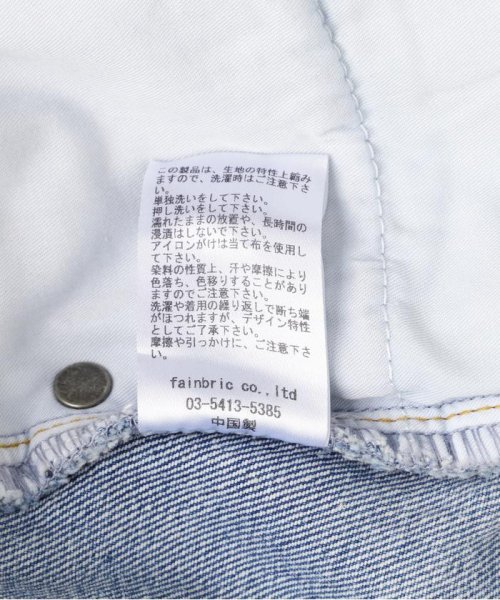 この製品は、生地の特性上縮み
ますので、洗濯時はご注意下さ
い。
単独洗いをして下さい。
押し洗いをして下さい。
濡れたままの放置や、長時間の
浸漬はしないで下さい。
アイロンがけは当て布を使用し
て下さい。
染料の性質上、汗や摩擦により
色落ち、色移りすることがあり
ますのでご注意下さい。
洗濯や着用の繰り返しで断ち端
がほつれますが、デザイン特性
としてご了承下さい。
摩擦や引っかけに、ご注意下さ
い。
fainbric co.,ltd
03-5413-5385
中国製